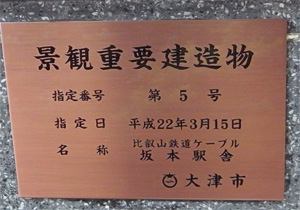 景観重要建造物
指定番号 第5号
指定日 平成22年3月15日
名称 比叡山鉄道ケーブル
坂本駅舎
大津市